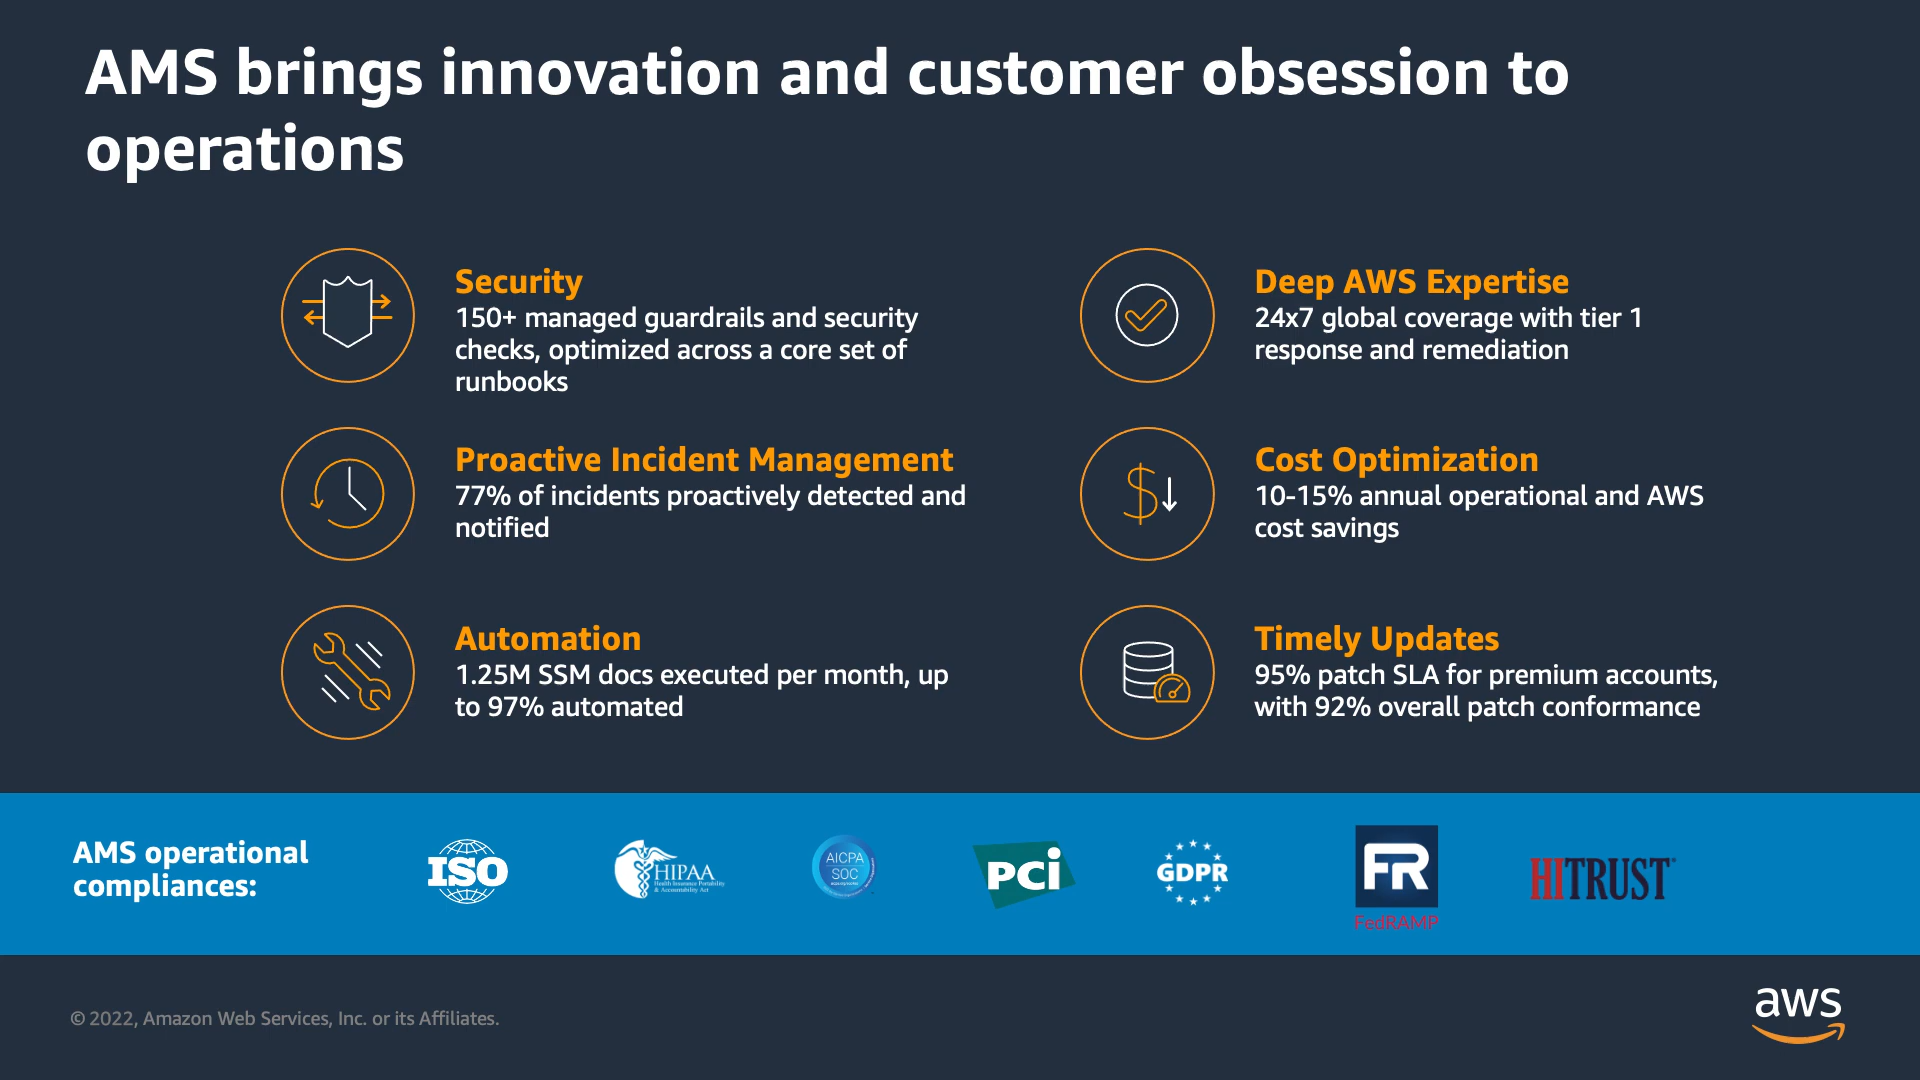 AMS brings innovation and customer obsession to
operations
Security
150+ managed guardrails and security
checks, optimized across a core set of
runbooks
Deep AWS Expertise
24x7 global coverage with tier 1
response and remediation
Proactive Incident Management
77% of incidents proactively detected and
notified
Cost Optimization
10-15% annual operational and AWS
cost savings
Automation
1.25M SSM docs executed per month, up
to 97% automated
Timely Updates
95% patch SLA for premium accounts,
with 92% overall patch conformance
AMS operational
compliances:
ISO
HIPAA
Health Insurance Portability
& Accountability Act
AICPA
SOC
PCi
GDPR
FR
FedRAMP
HITRUST
© 2022, Amazon Web Services, Inc. or its Affiliates.
aws